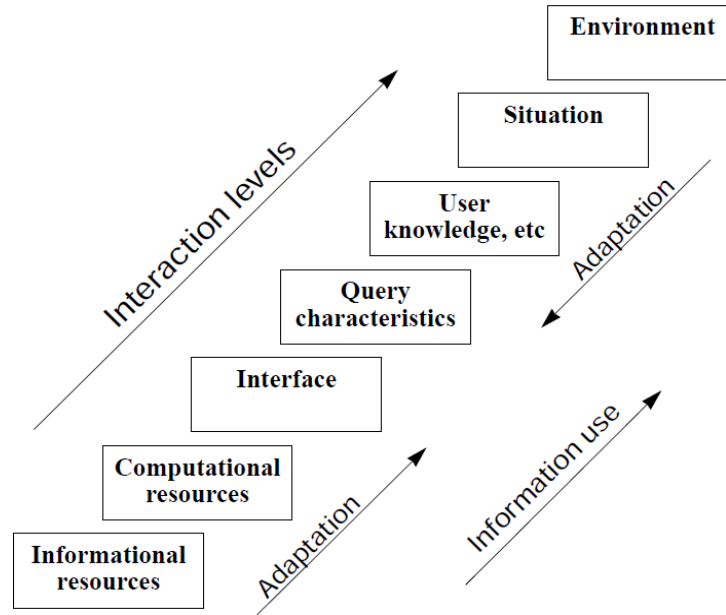 Environment
Situation
User
knowledge, etc
Query
characteristics
Interface
Computational
resources
Informational
resources
Interaction levels
Adaptation
Adaptation
Information use